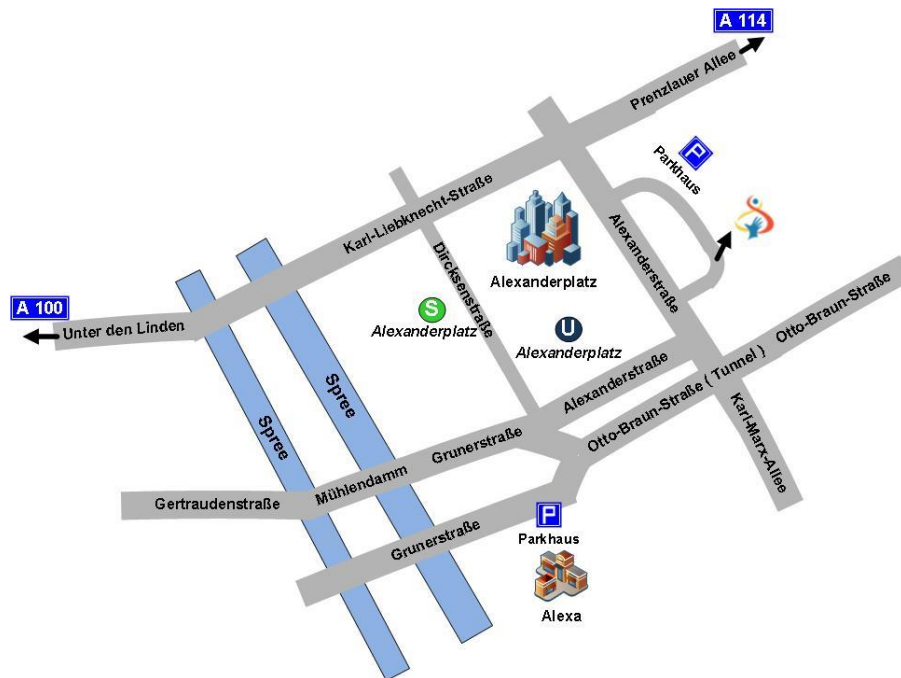 A 114
Prenzlauer Allee
P
Parkhaus
Karl-Liebknecht-Straße
Alexanderstraße
Dircksenstraße
Alexanderplatz
A 100
Unter den Linden
S
Alexanderplatz
U
Alexanderplatz
Otto-Braun-Straße
Alexanderstraße
Otto-Braun-Straße ( Tunnel )
Karl-Marx-Allee
Spree
Spree
Grunerstraße
Mühlendamm
Gertraudenstraße
Grunerstraße
P
Parkhaus
Alexa